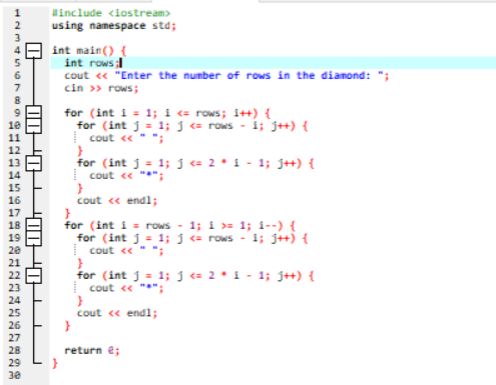 1 #include <iostream>
2 using namespace std;
3
4 int main() {
5 int rows;
6 cout << "Enter the number of rows in the diamond: ";
7 cin >> rows;
8
9 for (int i = 1; i <= rows; i++) {
10 for (int j = 1; j <= rows - i; j++) {
11 cout << " ";
12 }
13 for (int j = 1; j <= 2 * i - 1; j++) {
14 cout << "*";
15 }
16 cout << endl;
17 }
18 for (int i = rows - 1; i >= 1; i--) {
19 for (int j = 1; j <= rows - i; j++) {
20 cout << " ";
21 }
22 for (int j = 1; j <= 2 * i - 1; j++) {
23 cout << "*";
24 }
25 cout << endl;
26 }
27
28 return 0;
29 }
30